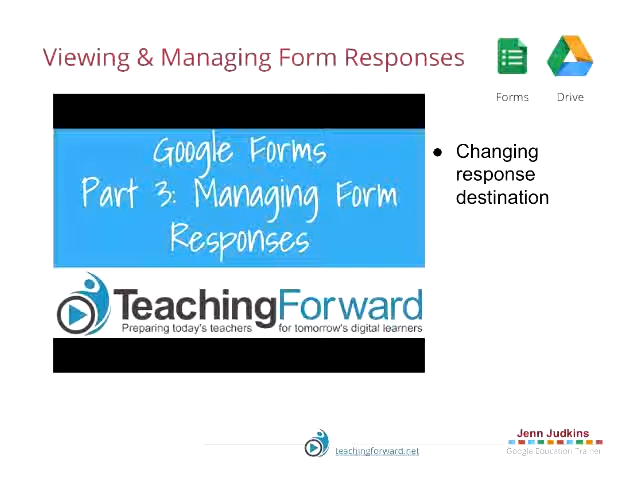 Viewing & Managing Form Responses
Forms
Drive
Google Forms
Part 3: Managing Form
Responses
● Changing
response
destination
TeachingForward
Preparing today's teachers for tomorrow's digital learners
teachingforward.net
Jenn Judkins
Google Education Trainer